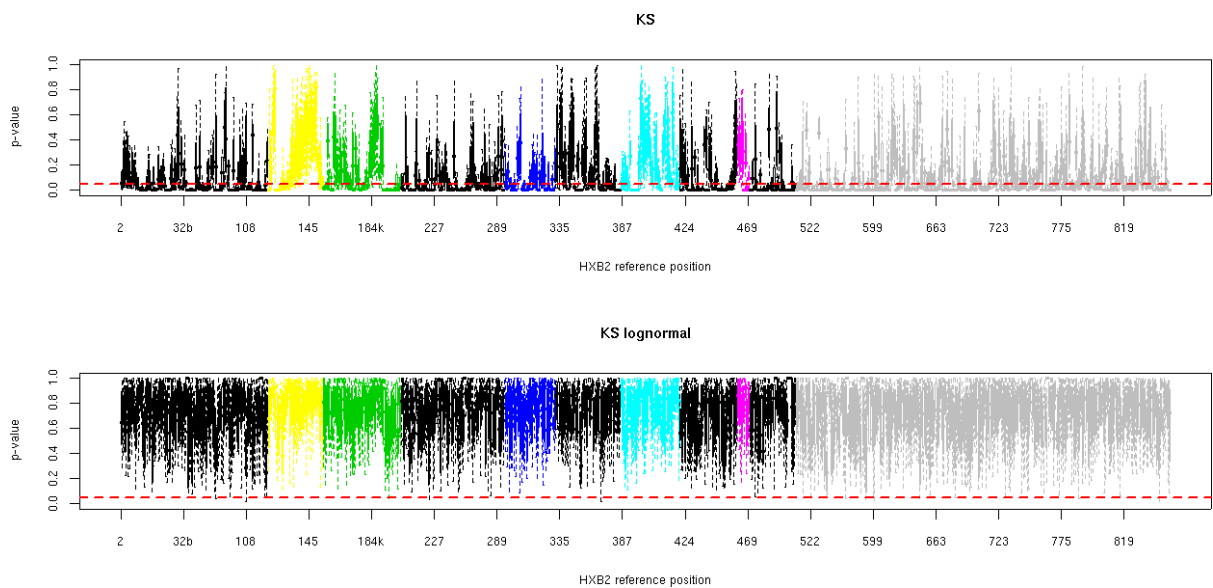 KS
p-value
0.0 0.2 0.4 0.6 0.8 1.0
2 32b 108 145 184k 227 289 335 387 424 469 522 599 663 723 775 819
HXB2 reference position
KS lognormal
p-value
0.0 0.2 0.4 0.6 0.8 1.0
2 32b 108 145 184k 227 289 335 387 424 469 522 599 663 723 775 819
HXB2 reference position